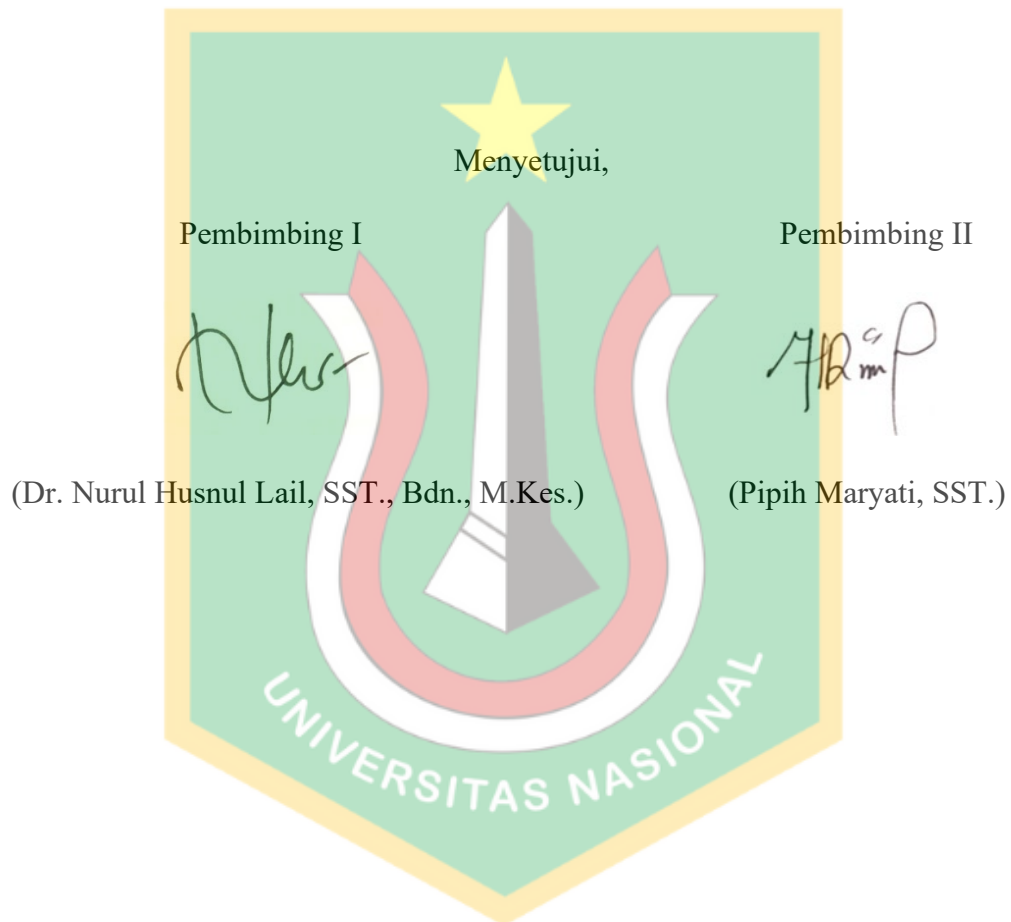 Menyetujui,
Pembimbing I Pembimbing II
(Dr. Nurul Husnul Lail, SST., Bdn., M.Kes.) (Pipih Maryati, SST.)
UNIVERSITAS NASIONAL